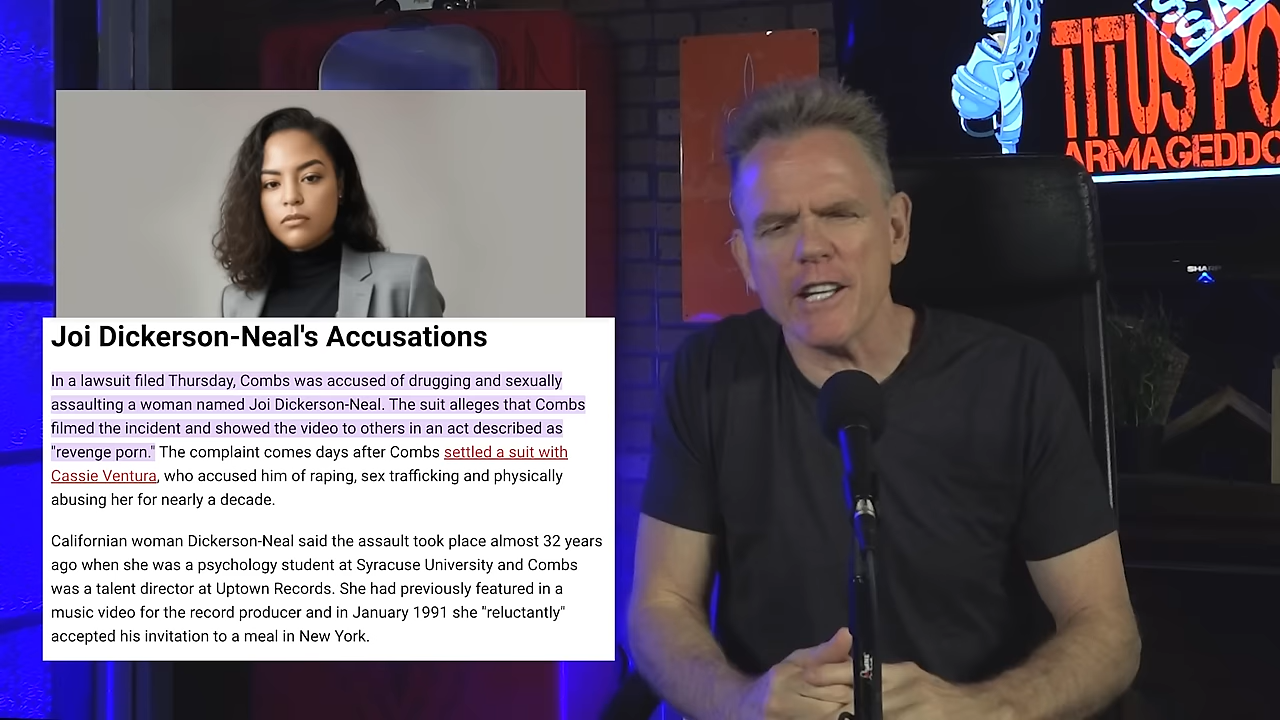 Joi Dickerson-Neal's Accusations
In a lawsuit filed Thursday, Combs was accused of drugging and sexually
assaulting a woman named Joi Dickerson-Neal. The suit alleges that Combs
filmed the incident and showed the video to others in an act described as
"revenge porn." The complaint comes days after Combs settled a suit with
Cassie Ventura, who accused him of raping, sex trafficking and physically
abusing her for nearly a decade.
Californian woman Dickerson-Neal said the assault took place almost 32 years
ago when she was a psychology student at Syracuse University and Combs
was a talent director at Uptown Records. She had previously featured in a
music video for the record producer and in January 1991 she "reluctantly"
accepted his invitation to a meal in New York.
TITUS PO
ARMAGEDDO
SHARP